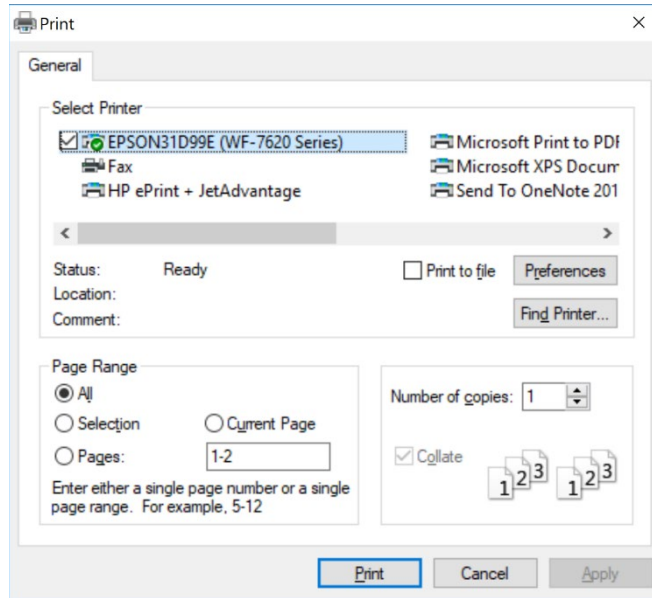 Print
General
Select Printer
EPSON31D99E (WF-7620 Series)
Fax
HP ePrint + JetAdvantage
Microsoft Print to PDF
Microsoft XPS Docum
Send To OneNote 201
Status: Ready
Location:
Comment:
Print to file
Preferences
Find Printer...
Page Range
All
Selection
Current Page
Pages: 1-2
Enter either a single page number or a single
page range. For example, 5-12
Number of copies: 1
Collate
1 2 3 1 2 3
Print Cancel Apply